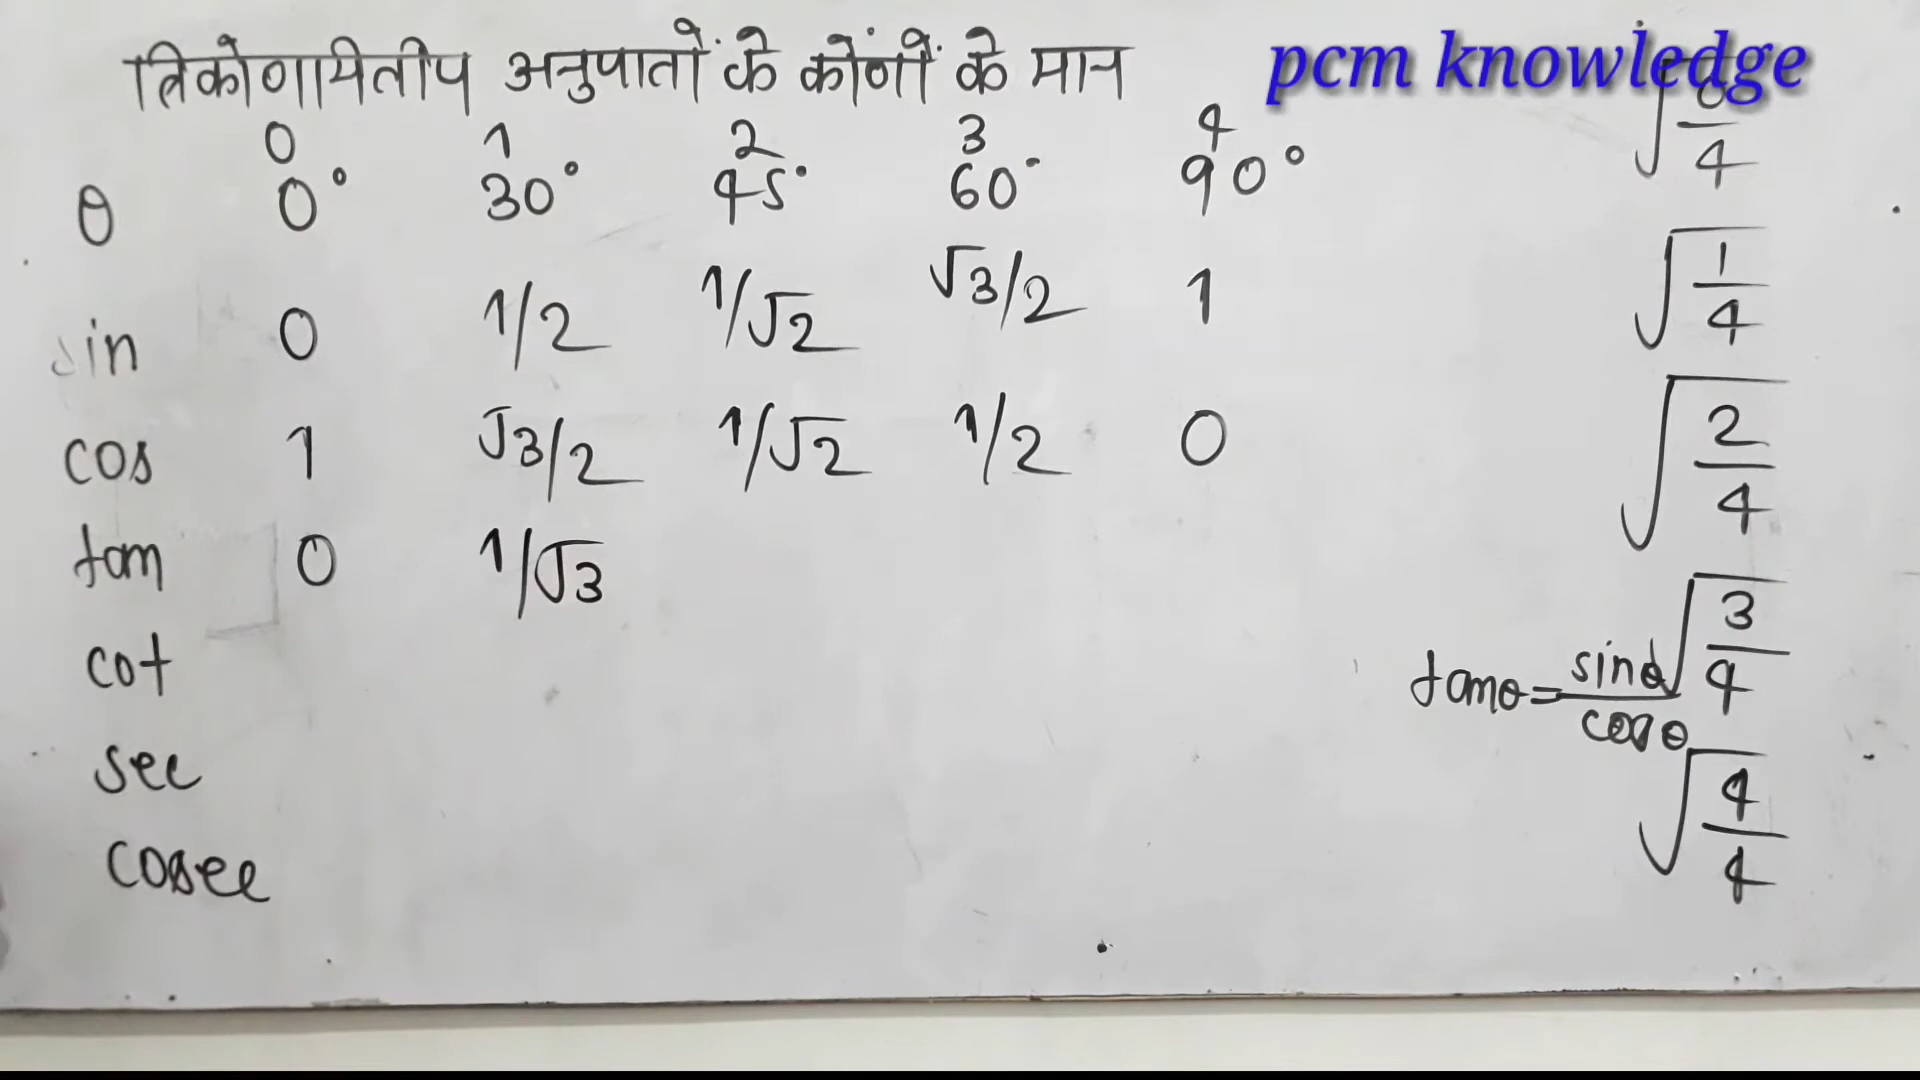 त्रिकोणमितीय अनुपातों के कोंणों के मान
pcm knowledge
0 1 2 3 4
θ 0° 30° 45° 60° 90°
sin 0 1/2 1/√2 √3/2 1
cos 1 √3/2 1/√2 1/2 0
tan 0 1/√3
cot
sec
cosec
√0/4
√1/4
√2/4
√3/4
tanθ = sinθ/cosθ
√4/4